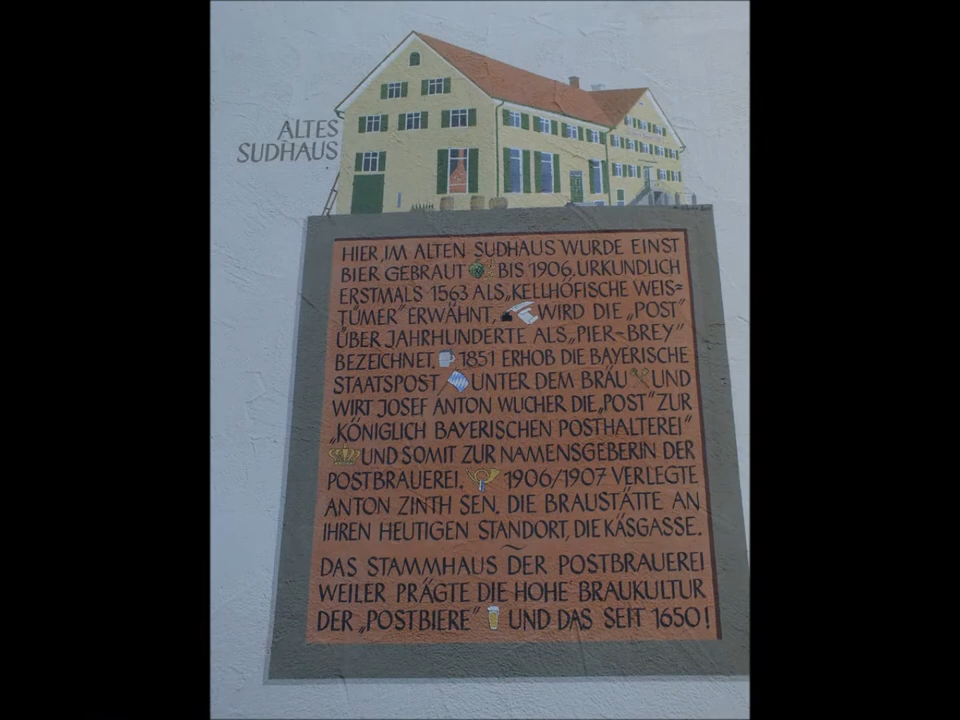 ALTES
SUDHAUS
HIER, IM ALTEN SUDHAUS WURDE EINST
BIER GEBRAUT BIS 1906, URKUNDLICH
ERSTMALS 1563 ALS „KELLHÖFISCHE WEIS=
TÜMER" ERWÄHNT, WIRD DIE „POST"
ÜBER JAHRHUNDERTE ALS „PIER=BREY"
BEZEICHNET. 1851 ERHOB DIE BAYERISCHE
STAATSPOST UNTER DEM BRÄU UND
WIRT JOSEF ANTON WUCHER DIE „POST" ZUR
„KÖNIGLICH BAYERISCHEN POSTHALTEREI"
UND SOMIT ZUR NAMENSGEBERIN DER
POSTBRAUEREI. 1906/1907 VERLEGTE
ANTON ZINTH SEN. DIE BRAUSTÄTTE AN
IHREN HEUTIGEN STANDORT, DIE KÄSGASSE.
~
DAS STAMMHAUS DER POSTBRAUEREI
WEILER PRÄGTE DIE HOHE BRAUKULTUR
DER „POSTBIERE" UND DAS SEIT 1650!